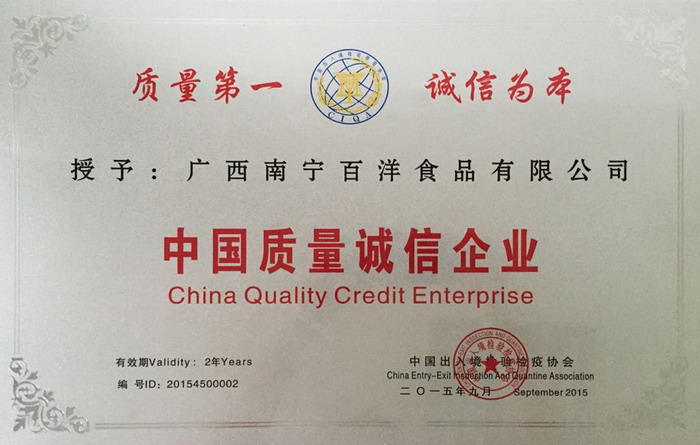 质量第一 诚信为本
CIQA
授予：广西南宁百洋食品有限公司
中国质量诚信企业
China Quality Credit Enterprise
有效期Validity: 2年Years
编 号ID: 20154500002
中国出入境检验检疫协会
China Entry-Exit Inspection And Quantine Association
二〇一五年九月 September 2015